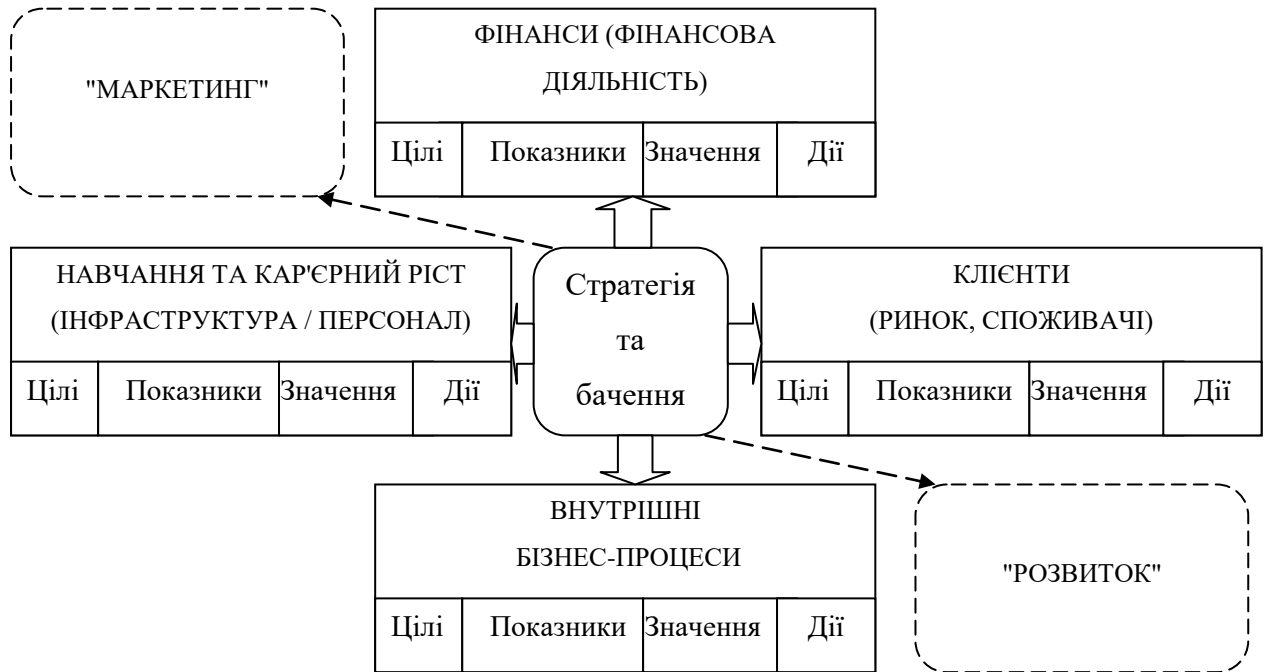 "МАРКЕТИНГ"
ФІНАНСИ (ФІНАНСОВА
ДІЯЛЬНІСТЬ)
Цілі Показники Значення Дії
НАВЧАННЯ ТА КАР'ЄРНИЙ РІСТ
(ІНФРАСТРУКТУРА / ПЕРСОНАЛ)
Цілі Показники Значення Дії
Стратегія
та
бачення
КЛІЄНТИ
(РИНОК, СПОЖИВАЧІ)
Цілі Показники Значення Дії
ВНУТРІШНІ
БІЗНЕС-ПРОЦЕСИ
Цілі Показники Значення Дії
"РОЗВИТОК"